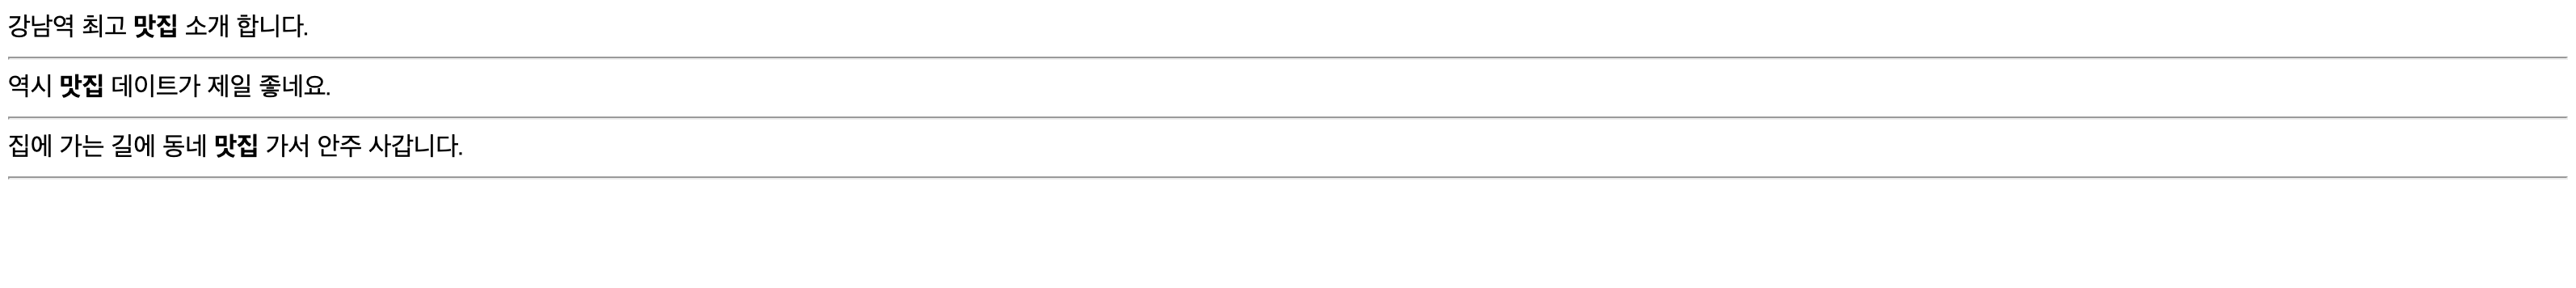 강남역 최고 맛집 소개 합니다.
역시 맛집 데이트가 제일 좋네요.
집에 가는 길에 동네 맛집 가서 안주 사갑니다.